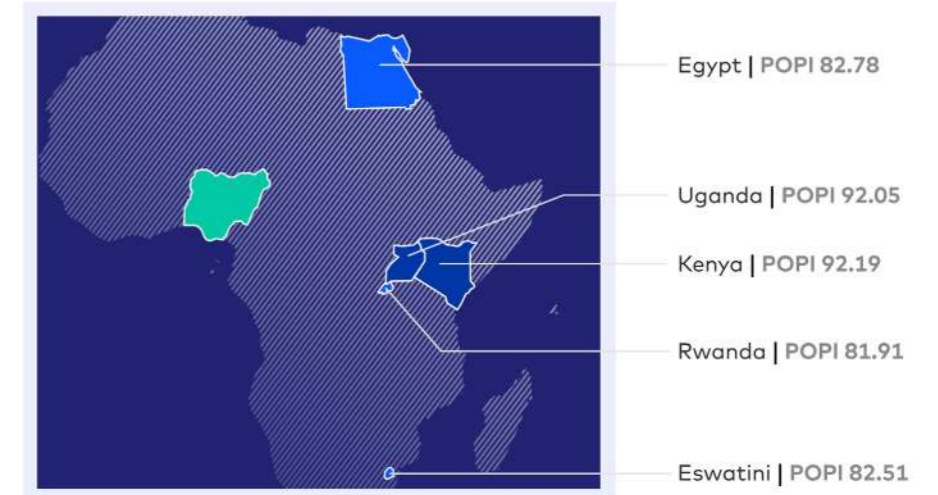 Egypt | POPI 82.78
Uganda | POPI 92.05
Kenya | POPI 92.19
Rwanda | POPI 81.91
Eswatini | POPI 82.51